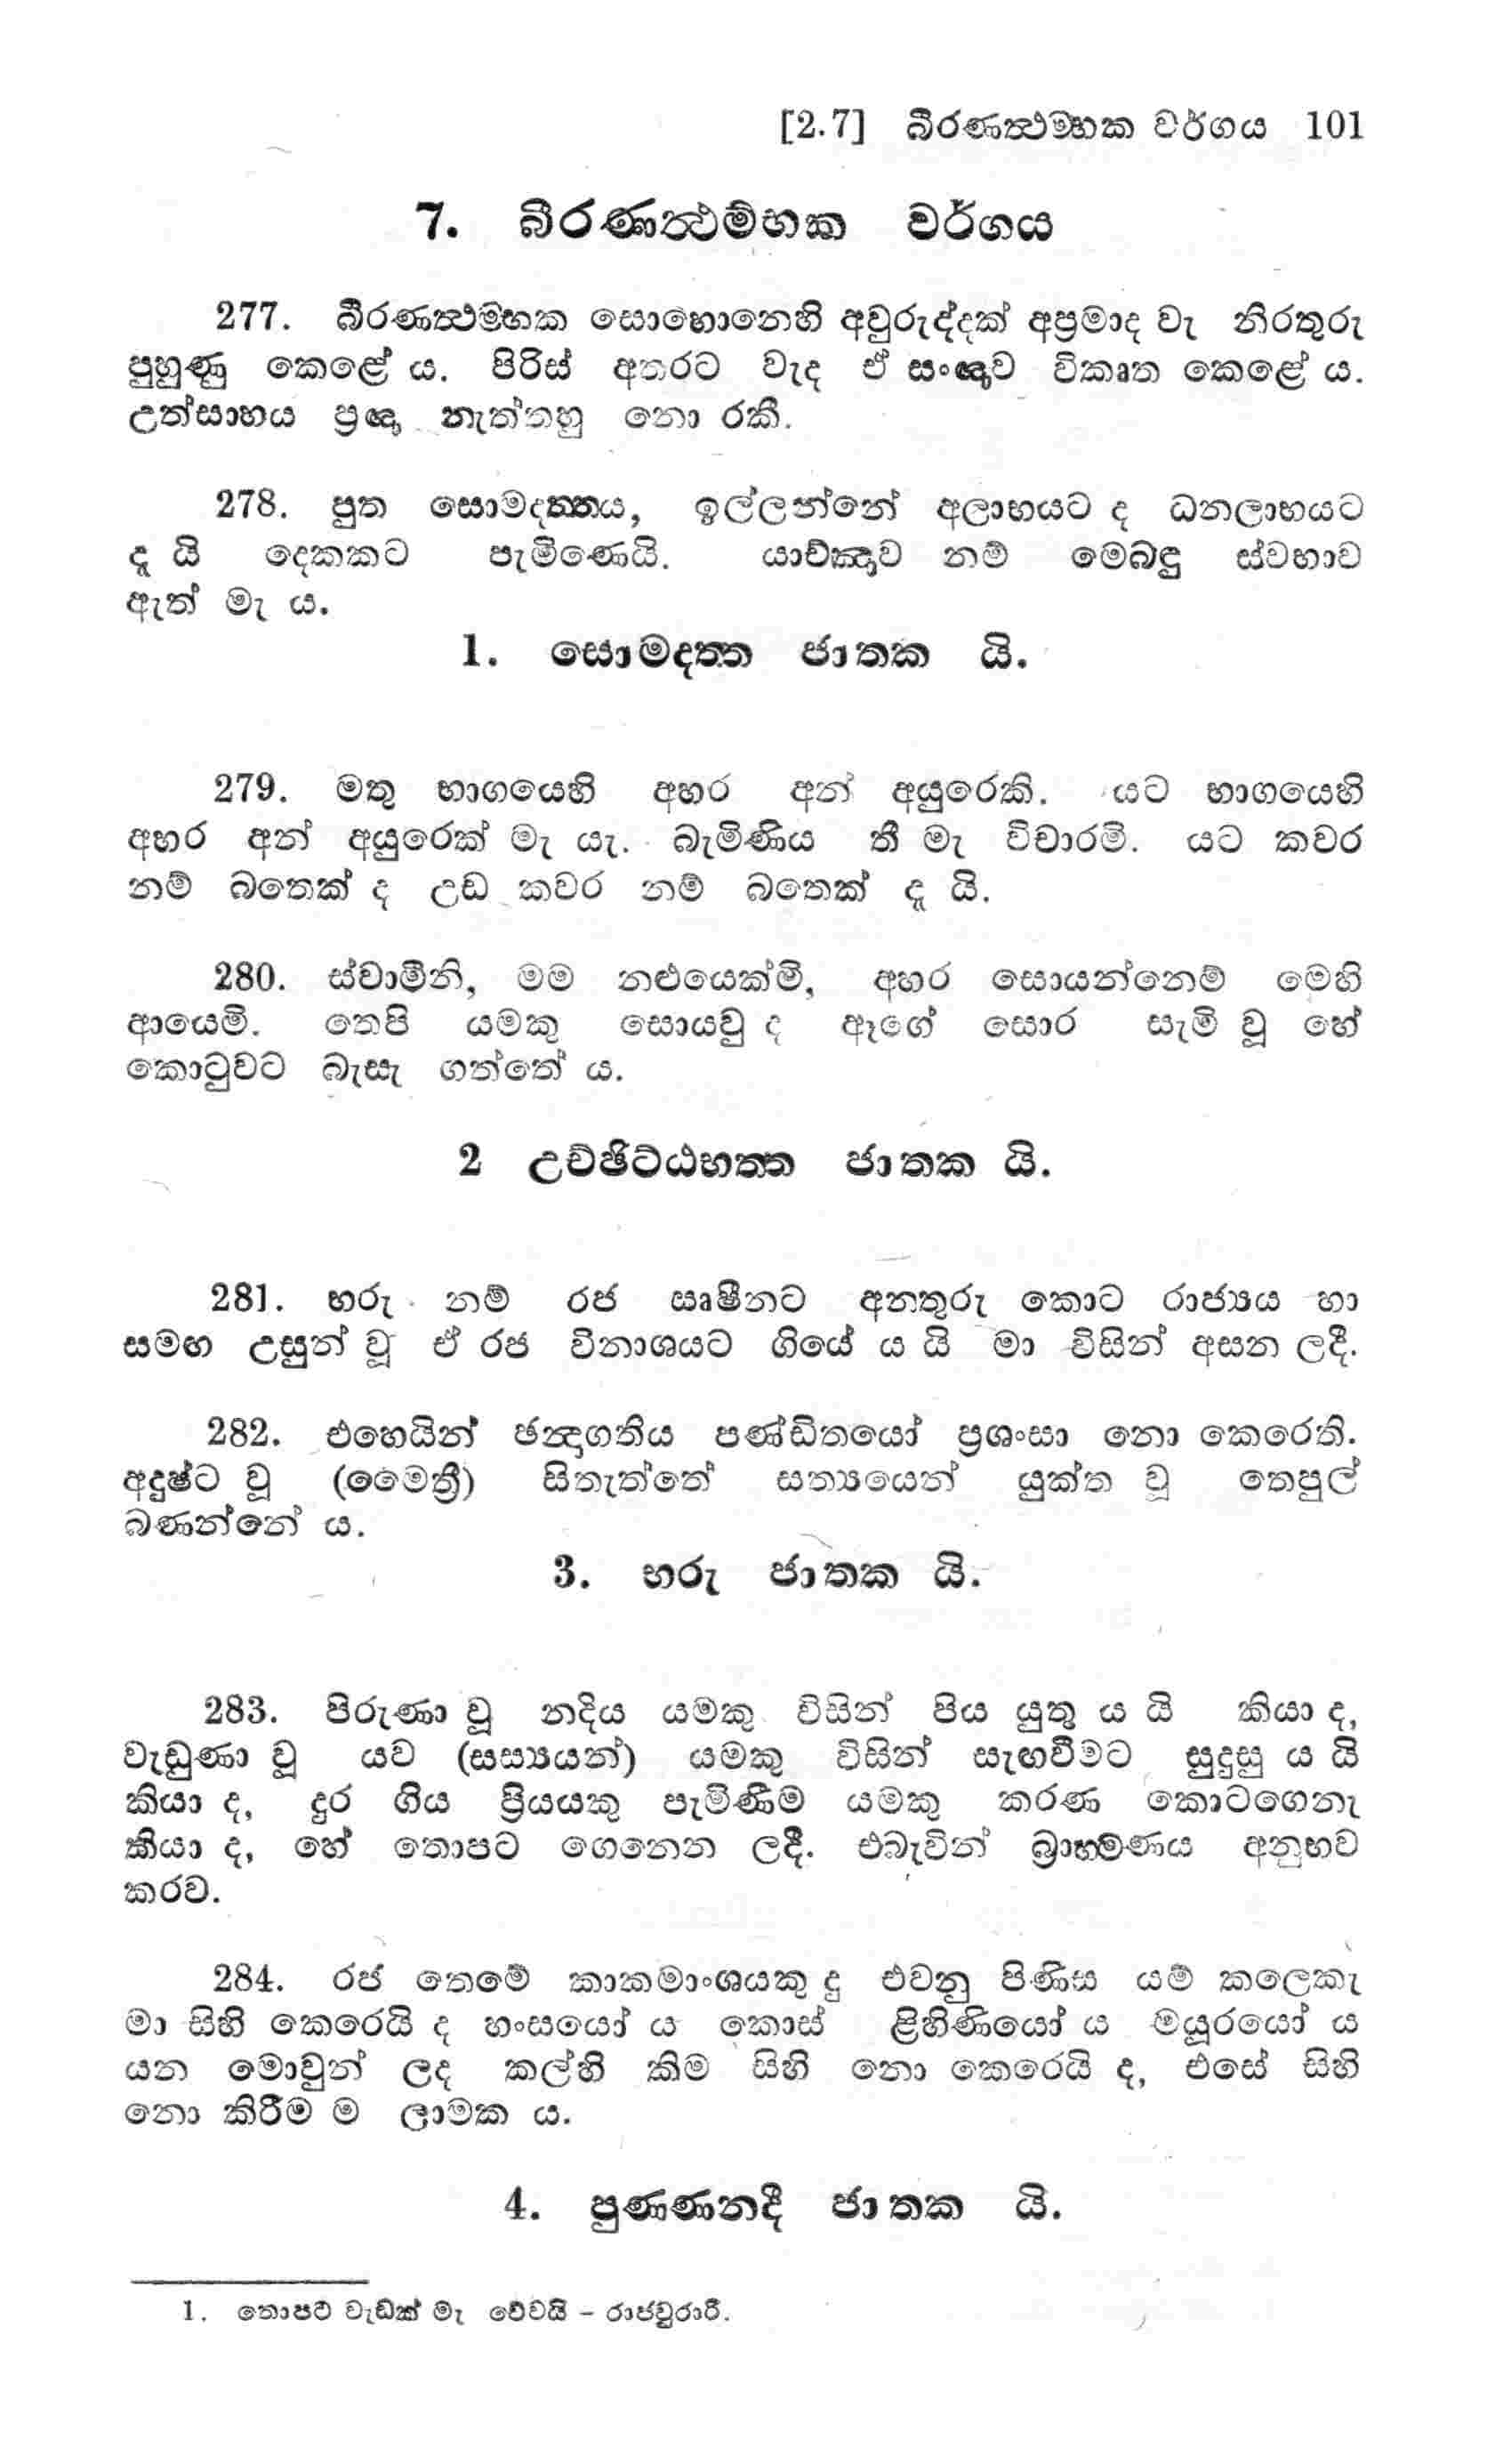 [2.7] බීරණත්‍ථම්භක වර්ගය 101
7. බීරණත්‍ථම්භක වර්ගය
277. බීරණත්‍ථම්භක සොහොනෙහි අවුරුද්දක් අප්‍රමාද වැ නිරතුරු
පුහුණු කෙළේ ය. පිරිස් අතරට වැද ඒ සංඥාව විකෘත කෙළේ ය.
උත්සාහය ප්‍රඥා නැත්තහු නො රකී.
278. පුත සොමදත්තය, ඉල්ලන්නේ අලාභයට ද ධනලාභයට
දැ යි දෙකකට පැමිණෙයි. යාච්ඤාව නම් මෙබඳු ස්වභාව
ඇත් මැ ය.
1. සොමදත්ත ජාතක යි.
279. මතු භාගයෙහි අහර අන් අයුරෙකි. යට භාගයෙහි
අහර අන් අයුරෙක් මැ යැ. බැමිණිය තී මැ විචාරමි. යට කවර
නම් බතෙක් ද උඩ කවර නම් බතෙක් දැ යි.
280. ස්වාමීනි, මම නළුයෙක්මි, අහර සොයන්නෙම් මෙහි
ආයෙමි. තෙපි යමකු සොයවු ද ඇගේ සොර සැමි වූ හේ
කොටුවට බැසැ ගත්තේ ය.
2 උච්ඡිට්ඨභත්ත ජාතක යි.
281. භරු නම් රජ ඍෂීනට අනතුරු කොට රාජ්‍යය හා
සමඟ උසුන් වූ ඒ රජ විනාශයට ගියේ ය යි මා විසින් අසන ලදී.
282. එහෙයින් ඡන්‍දාගතිය පණ්ඩිතයෝ ප්‍රශංසා නො කෙරෙති.
අදුෂ්ට වූ (මෛත්‍රී) සිතැත්තේ සත්‍යයෙන් යුක්ත වූ තෙපුල්
බණන්නේ ය.
3. භරු ජාතක යි.
283. පිරුණා වූ නදිය යමකු විසින් පිය යුතු ය යි කියා ද,
වැඩුණා වූ යව (සස්‍යයන්) යමකු විසින් සැඟවීමට සුදුසු ය යි
කියා ද, දුර ගිය ප්‍රියයකු පැමිණීම යමකු කරණ කොටගෙනැ
කියා ද, හේ තොපට ගෙනෙන ලදී. එබැවින් බ්‍රාහ්මණය අනුභව
කරව.
284. රජ තෙමේ කාකමාංශයකු දු එවනු පිණිස යම් කලෙකැ
මා සිහි කෙරෙයි ද හංසයෝ ය කොස් ළිහිණියෝ ය මයූරයෝ ය
යන මොවුන් ලද කල්හි කිම සිහි නො කෙරෙයි ද, එසේ සිහි
නො කිරීම ම ලාමක ය.
4. පුණ්ණනදී ජාතක යි.
1. තොපට වැඩක් මැ වේවයි - රාජවුරාරී.